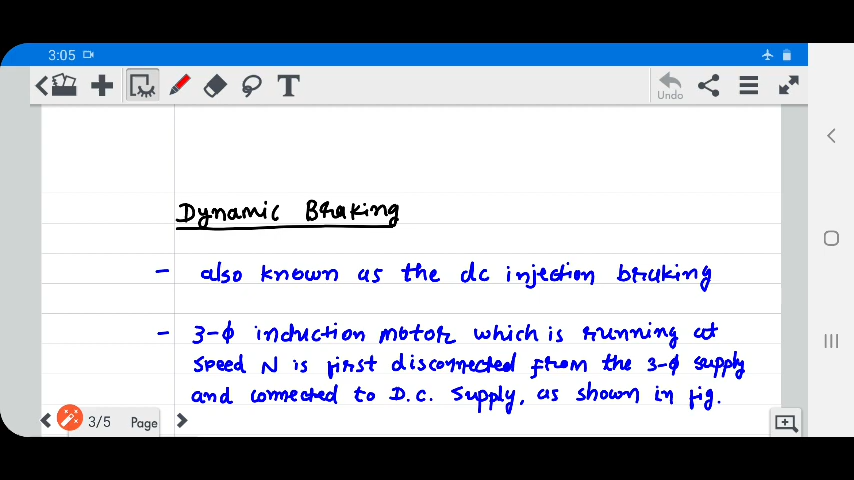 3:05
Undo
Dynamic Braking
- also known as the dc injection braking
- 3-ϕ induction motor which is running at
speed N is first disconnected from the 3-ϕ supply
and connected to D.C. supply, as shown in fig.
3/5 Page